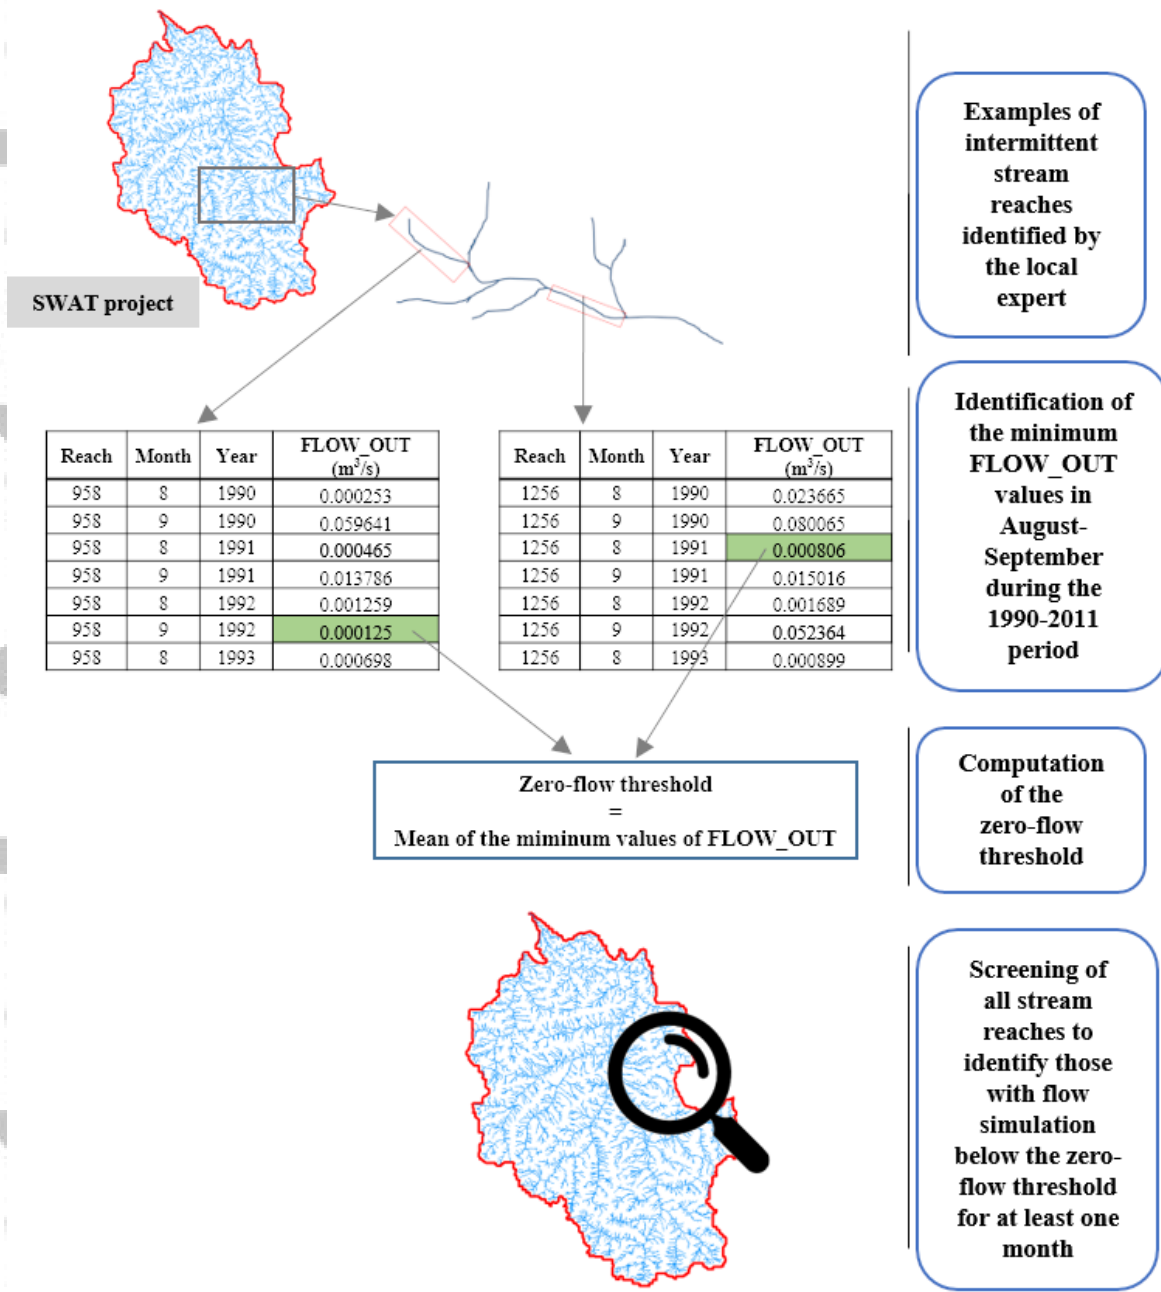 Examples of
intermittent
stream
reaches
identified by
the local
expert
SWAT project
Identification of
the minimum
FLOW_OUT
values in
August-
September
during the
1990-2011
period
Reach Month Year FLOW_OUT (m³/s)
958 8 1990 0.000253
958 9 1990 0.059641
958 8 1991 0.000465
958 9 1991 0.013786
958 8 1992 0.001259
958 9 1992 0.000125
958 8 1993 0.000698
Reach Month Year FLOW_OUT (m³/s)
1256 8 1990 0.023665
1256 9 1990 0.080065
1256 8 1991 0.000806
1256 9 1991 0.015016
1256 8 1992 0.001689
1256 9 1992 0.052364
1256 8 1993 0.000899
Zero-flow threshold
=
Mean of the miminum values of FLOW_OUT
Computation
of the
zero-flow
threshold
Screening of
all stream
reaches to
identify those
with flow
simulation
below the zero-
flow threshold
for at least one
month